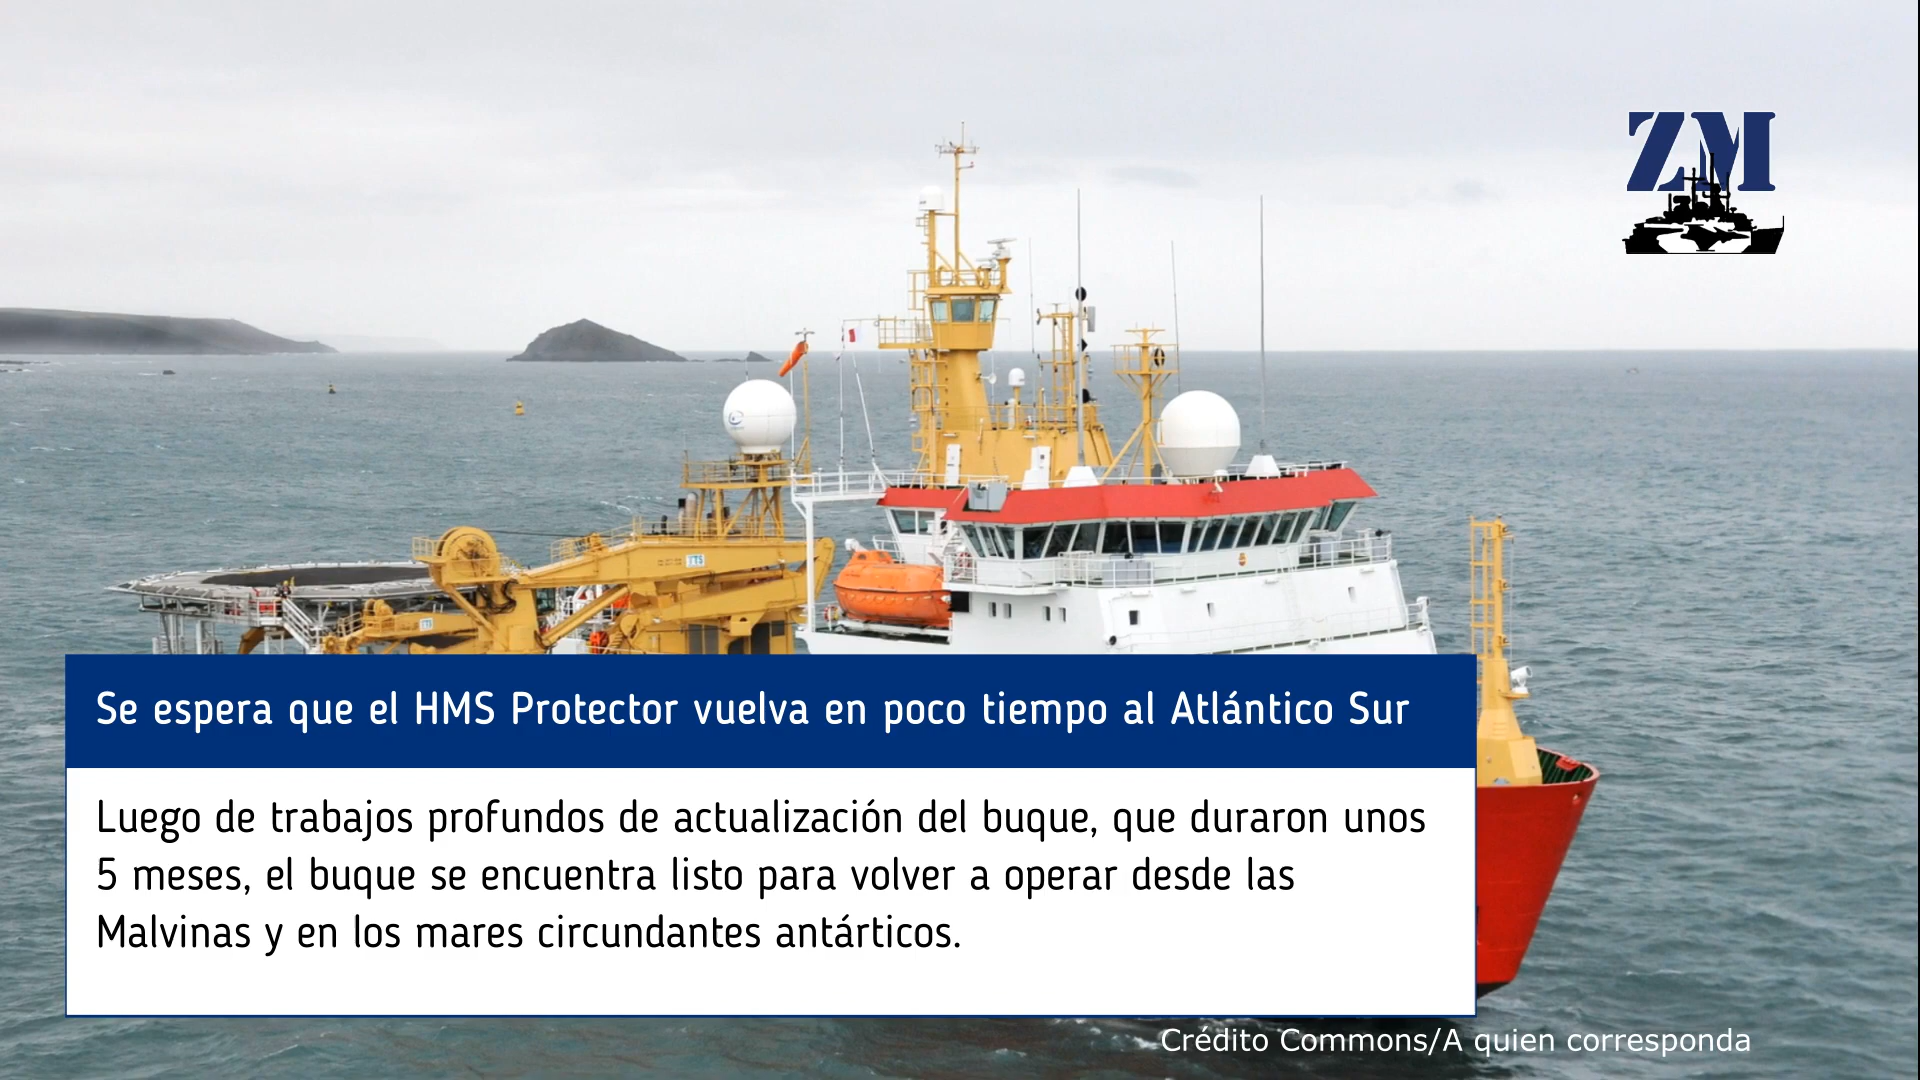 ZM
Se espera que el HMS Protector vuelva en poco tiempo al Atlántico Sur
Luego de trabajos profundos de actualización del buque, que duraron unos
5 meses, el buque se encuentra listo para volver a operar desde las
Malvinas y en los mares circundantes antárticos.
Crédito Commons/A quien corresponda